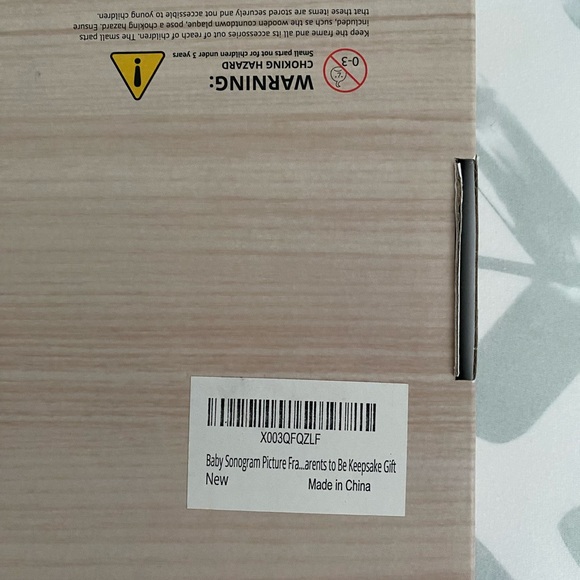 WARNING:
CHOKING HAZARD
Small parts for not for children under 3 years
0-3
Keep the frame and all its accessories out of reach of children. The small parts
included, such as the wooden countdown plaque, pose a choking hazard. Ensure
that these items are stored securely and not accessible to young children.
X003QFQZLF
Baby Sonogram Picture Fra...arents to Be Keepsake Gift
New
Made in China